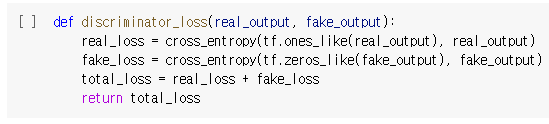 [ ] def discriminator_loss(real_output, fake_output):
    real_loss = cross_entropy(tf.ones_like(real_output), real_output)
    fake_loss = cross_entropy(tf.zeros_like(fake_output), fake_output)
    total_loss = real_loss + fake_loss
    return total_loss